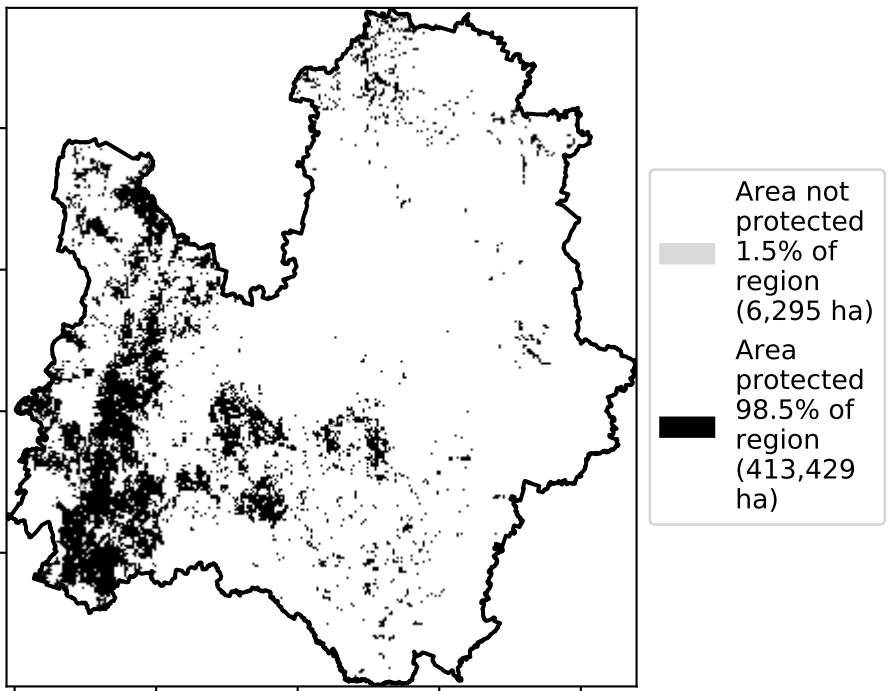 Area not
protected
1.5% of
region
(6,295 ha)
Area
protected
98.5% of
region
(413,429
ha)